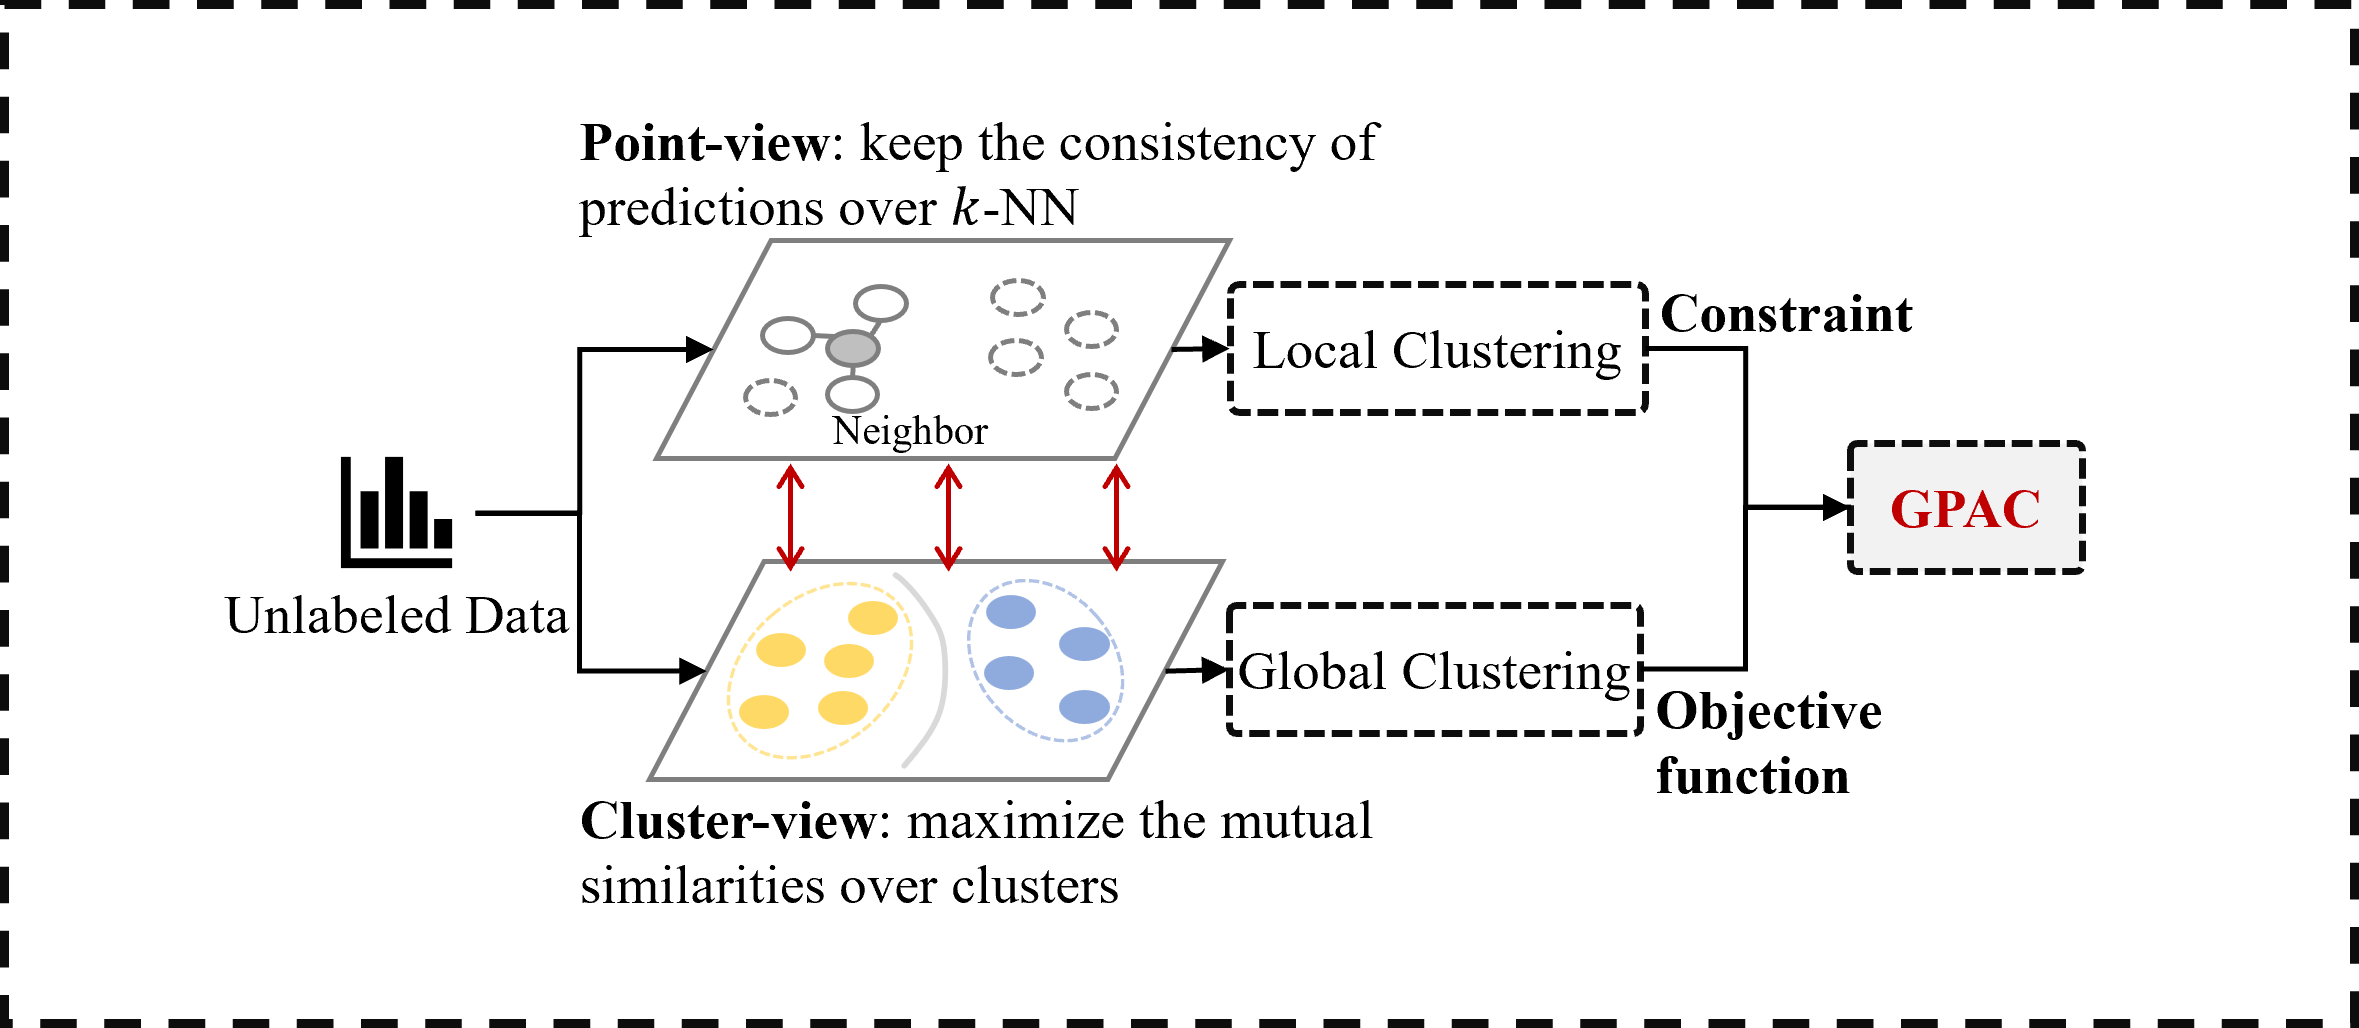 Point-view: keep the consistency of
predictions over k-NN
Neighbor
Local Clustering
Constraint
GPAC
Unlabeled Data
Global Clustering
Objective
function
Cluster-view: maximize the mutual
similarities over clusters